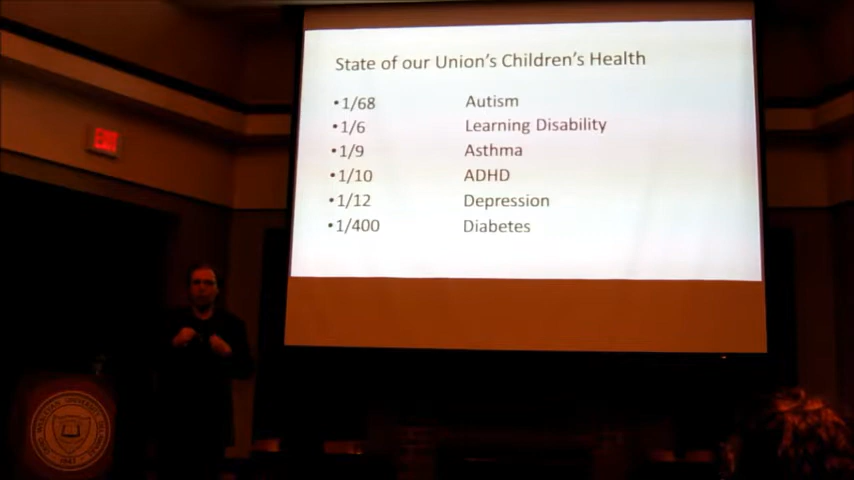 State of our Union's Children's Health
•1/68 Autism
•1/6 Learning Disability
•1/9 Asthma
•1/10 ADHD
•1/12 Depression
•1/400 Diabetes